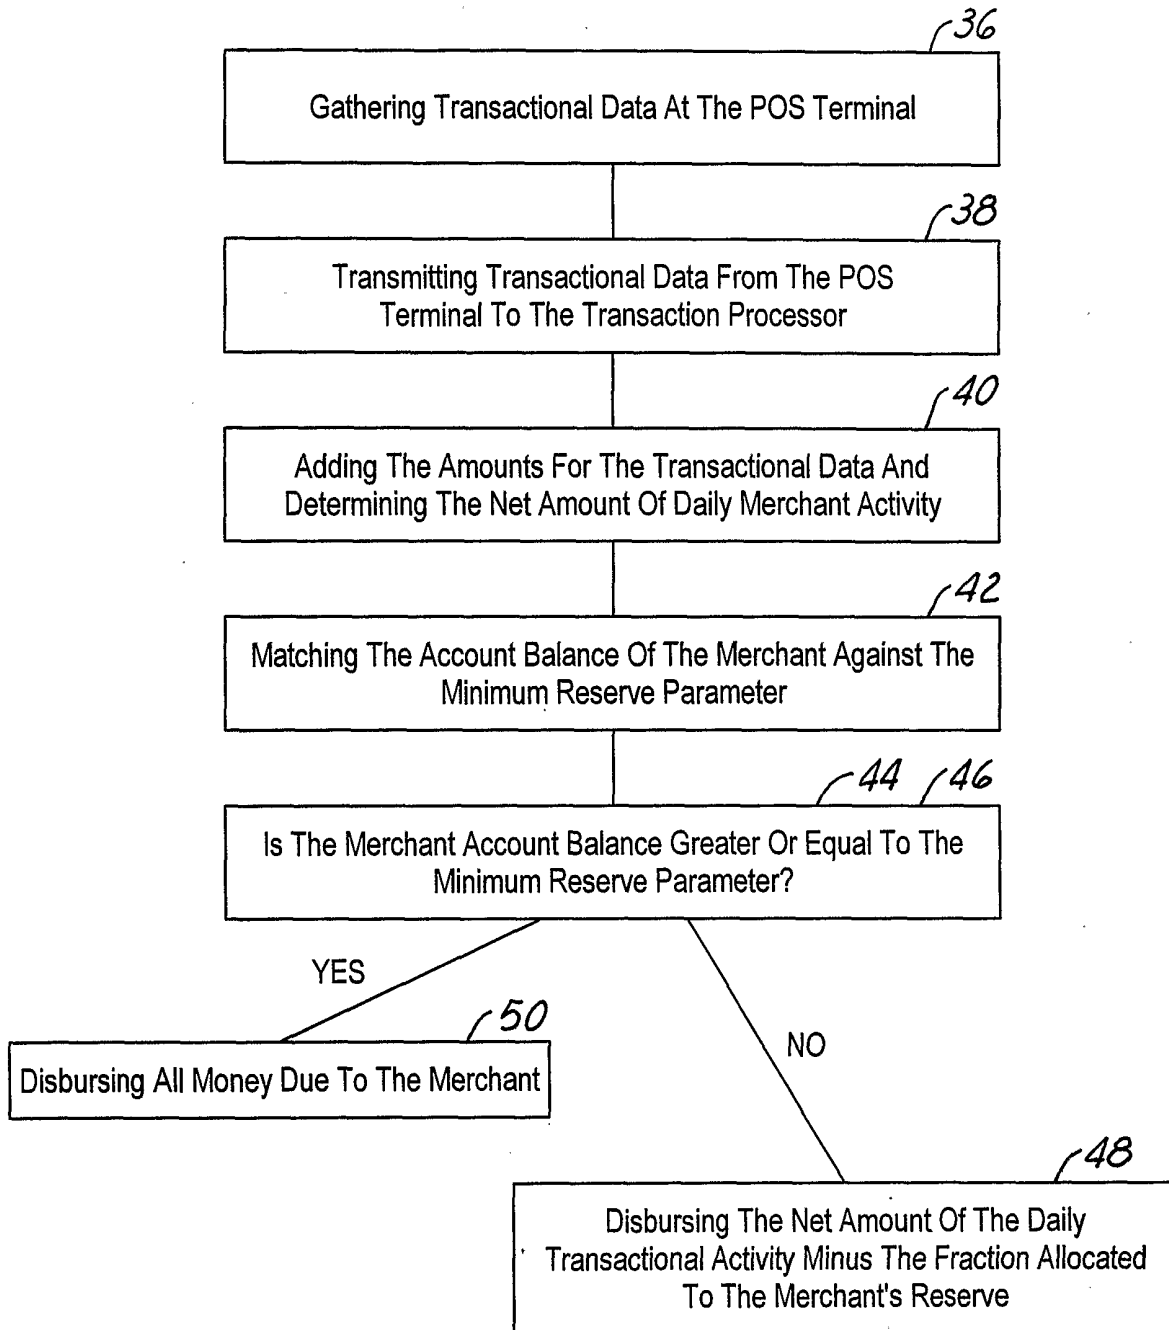 36
Gathering Transactional Data At The POS Terminal
38
Transmitting Transactional Data From The POS
Terminal To The Transaction Processor
40
Adding The Amounts For The Transactional Data And
Determining The Net Amount Of Daily Merchant Activity
42
Matching The Account Balance Of The Merchant Against The
Minimum Reserve Parameter
44 46
Is The Merchant Account Balance Greater Or Equal To The
Minimum Reserve Parameter?
YES
50
Disbursing All Money Due To The Merchant
NO
48
Disbursing The Net Amount Of The Daily
Transactional Activity Minus The Fraction Allocated
To The Merchant's Reserve